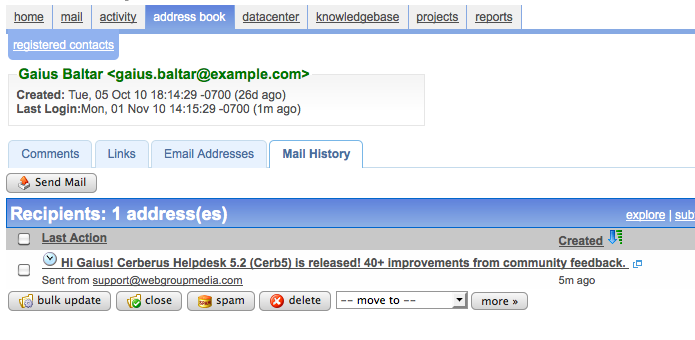 home mail activity address book datacenter knowledgebase projects reports
registered contacts
Gaius Baltar <gaius.baltar@example.com>
Created: Tue, 05 Oct 10 18:14:29 -0700 (26d ago)
Last Login:Mon, 01 Nov 10 14:15:29 -0700 (1m ago)
Comments Links Email Addresses Mail History
Send Mail
Recipients: 1 address(es) explore | sub
Last Action Created
Hi Gaius! Cerberus Helpdesk 5.2 (Cerb5) is released! 40+ improvements from community feedback.
Sent from support@webgroupmedia.com 5m ago
bulk update close spam delete -- move to -- more »